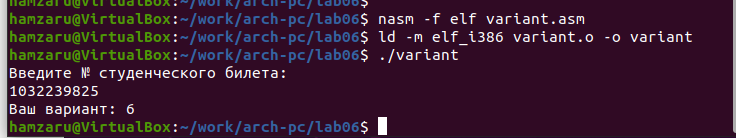 hamzaru@VirtualBox:~/work/arch-pc/lab06$ nasm -f elf variant.asm
hamzaru@VirtualBox:~/work/arch-pc/lab06$ ld -m elf_i386 variant.o -o variant
hamzaru@VirtualBox:~/work/arch-pc/lab06$ ./variant
Введите № студенческого билета:
1032239825
Ваш вариант: 6
hamzaru@VirtualBox:~/work/arch-pc/lab06$